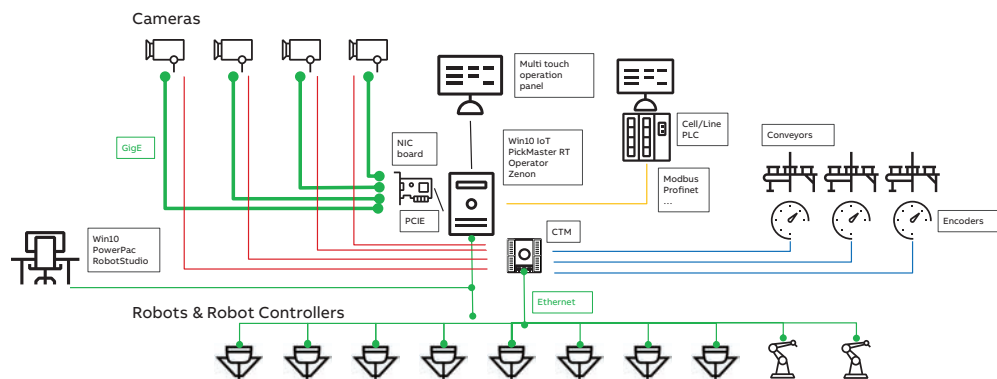 Cameras
Multi touch
operation
panel
GigE
NIC
board
Win10 IoT
PickMaster RT
Operator
Zenon
Cell/Line
PLC
Conveyors
PCIE
Modbus
Profinet
...
Win10
PowerPac
RobotStudio
CTM
Encoders
Ethernet
Robots & Robot Controllers